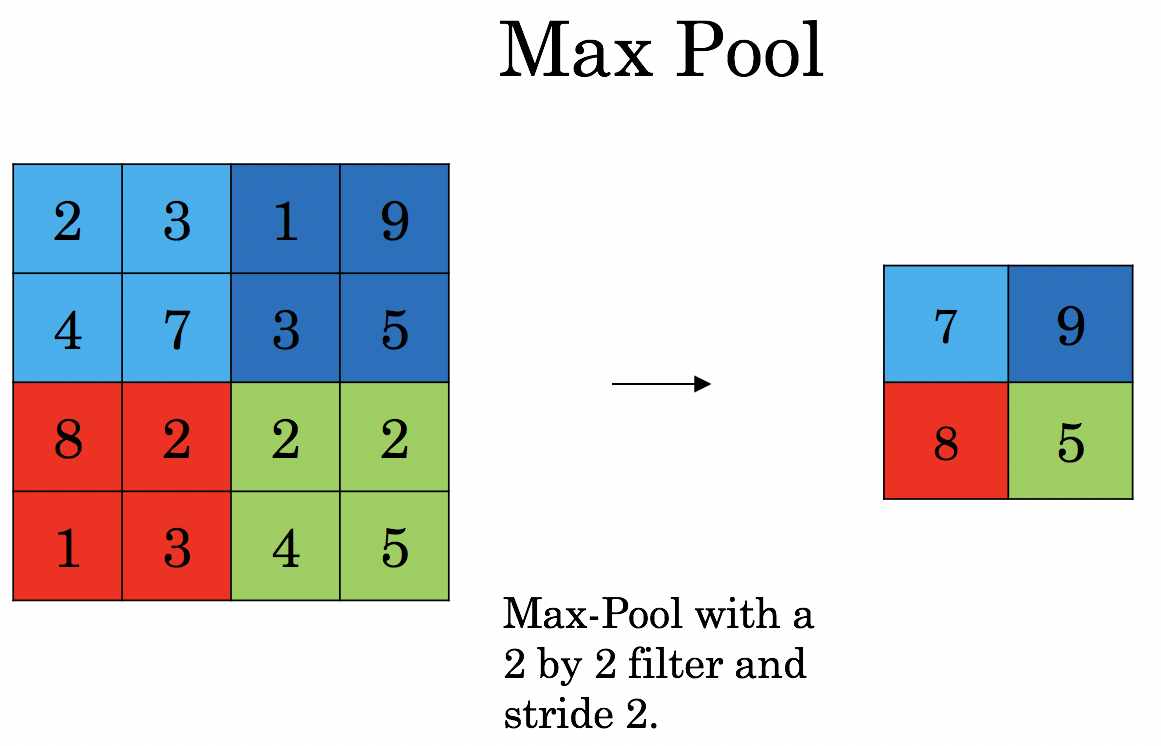 Max Pool
2 3 1 9
4 7 3 5
8 2 2 2
1 3 4 5
7 9
8 5
Max-Pool with a
2 by 2 filter and
stride 2.